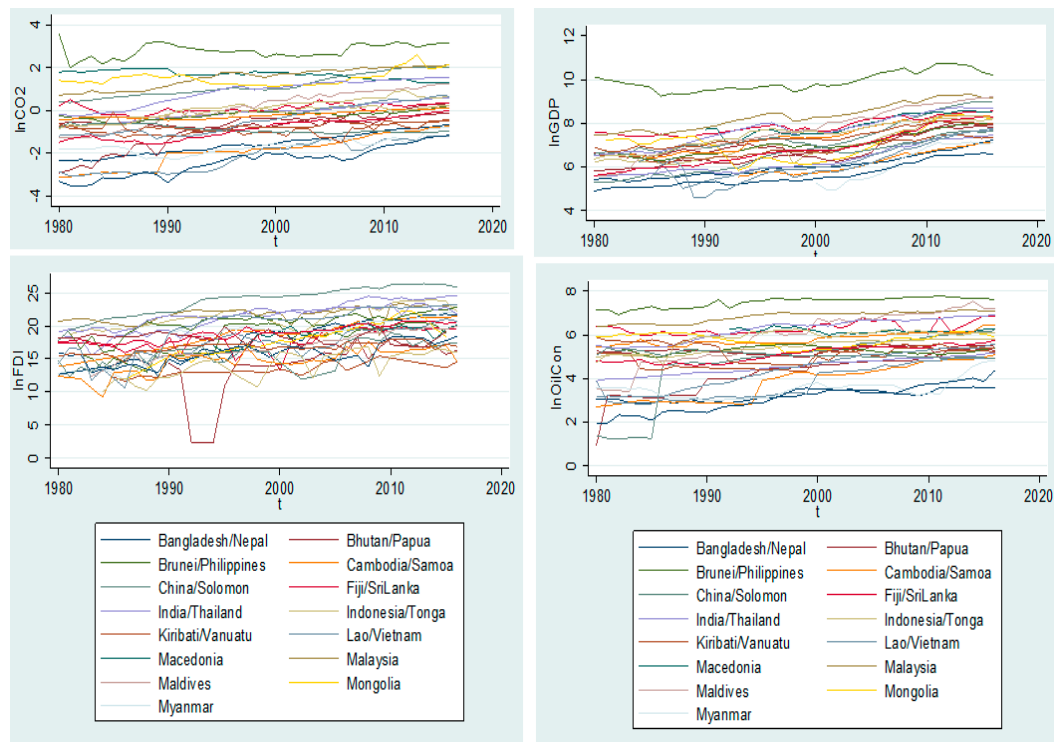 lnCO2
4
2
0
-2
-4
1980 1990 2000 2010 2020
t
lnGDP
12
10
8
6
4
1980 1990 2000 2010 2020
t
lnFDI
25
20
15
10
5
0
1980 1990 2000 2010 2020
t
lnOilCon
8
6
4
2
0
1980 1990 2000 2010 2020
t
Bangladesh/Nepal Bhutan/Papua
Brunei/Philippines Cambodia/Samoa
China/Solomon Fiji/SriLanka
India/Thailand Indonesia/Tonga
Kiribati/Vanuatu Lao/Vietnam
Macedonia Malaysia
Maldives Mongolia
Myanmar
Bangladesh/Nepal Bhutan/Papua
Brunei/Philippines Cambodia/Samoa
China/Solomon Fiji/SriLanka
India/Thailand Indonesia/Tonga
Kiribati/Vanuatu Lao/Vietnam
Macedonia Malaysia
Maldives Mongolia
Myanmar